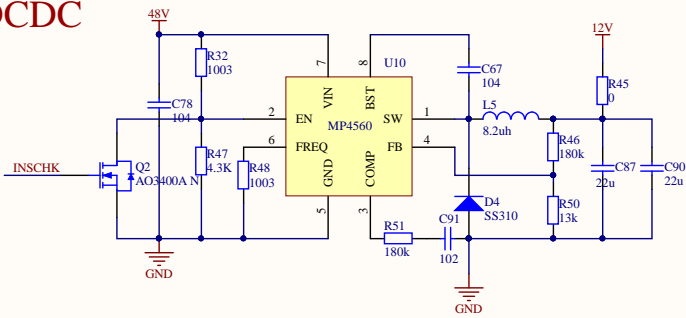 DCDC
48V
12V
R32
1003
7
8
U10
C67
104
R45
0
C78
104
VIN
BST
L5
8.2uh
2
EN
SW
1
MP4560
R46
180k
6
FREQ
FB
4
INSCHK
Q2
AO3400A N
R47
4.3K
R48
1003
GND
COMP
C87
22u
C90
22u
D4
SS310
R50
13k
5
3
R51
180k
C91
102
GND
GND